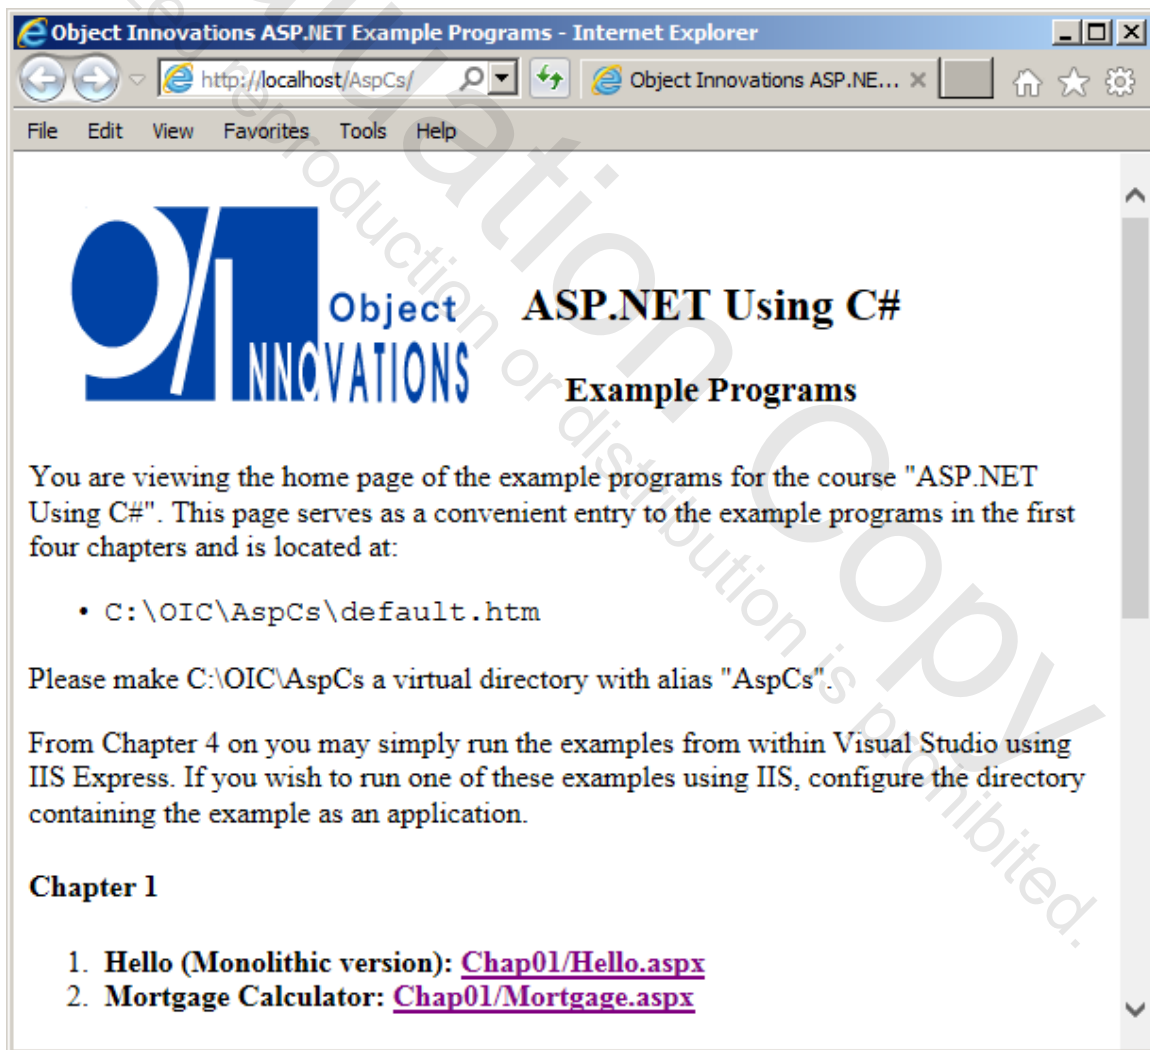 Object Innovations ASP.NET Example Programs - Internet Explorer
http://localhost/AspCs/
Object Innovations ASP.NE...
File Edit View Favorites Tools Help
Object
INNOVATIONS
ASP.NET Using C#
Example Programs
You are viewing the home page of the example programs for the course "ASP.NET
Using C#". This page serves as a convenient entry to the example programs in the first
four chapters and is located at:
• C:\OIC\AspCs\default.htm
Please make C:\OIC\AspCs a virtual directory with alias "AspCs".
From Chapter 4 on you may simply run the examples from within Visual Studio using
IIS Express. If you wish to run one of these examples using IIS, configure the directory
containing the example as an application.
Chapter 1
1. Hello (Monolithic version): Chap01/Hello.aspx
2. Mortgage Calculator: Chap01/Mortgage.aspx
uation Copy
reproduction or distribution is prohibited.